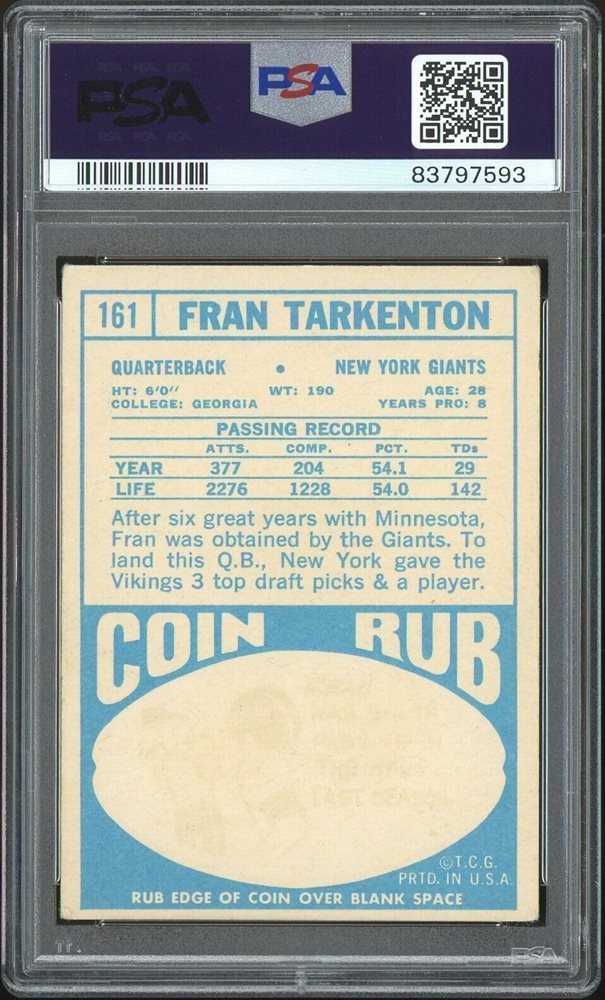 PSA
PSA
83797593
161 FRAN TARKENTON
QUARTERBACK • NEW YORK GIANTS
HT: 6'0" WT: 190 AGE: 28
COLLEGE: GEORGIA YEARS PRO: 8
PASSING RECORD
ATTS. COMP. PCT. TDs
YEAR 377 204 54.1 29
LIFE 2276 1228 54.0 142
After six great years with Minnesota,
Fran was obtained by the Giants. To
land this Q.B., New York gave the
Vikings 3 top draft picks & a player.
COIN RUB
©T.C.G.
PRTD. IN U.S.A.
RUB EDGE OF COIN OVER BLANK SPACE
PSA